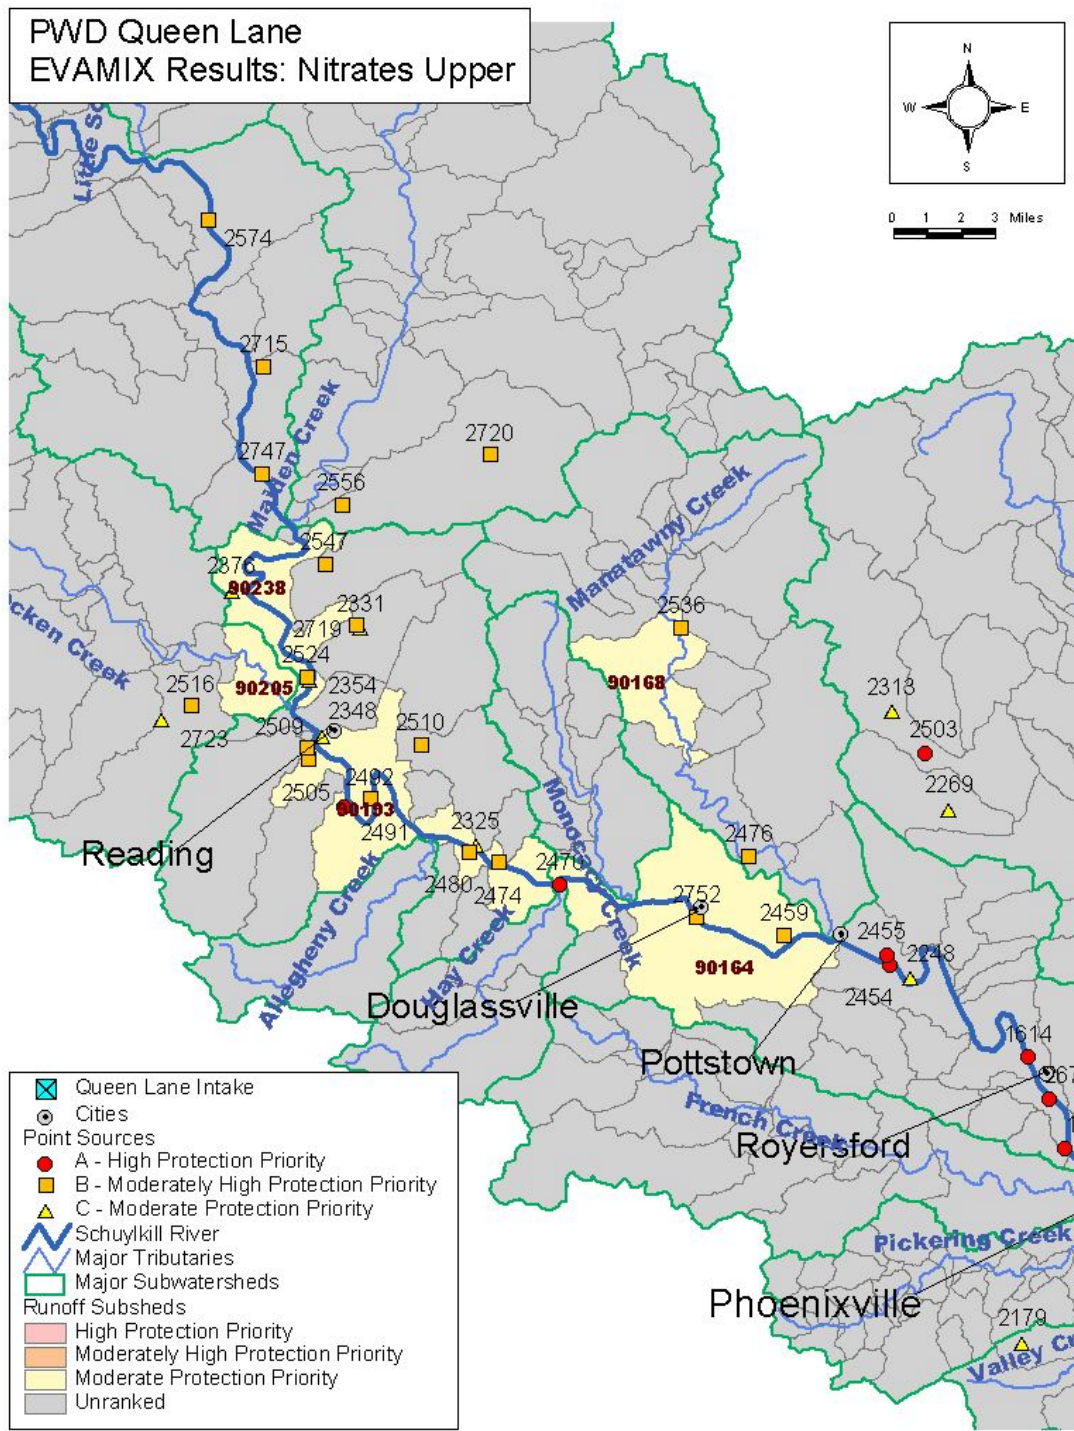 PWD Queen Lane
EVAMIX Results: Nitrates Upper
N
W
E
S
0 1 2 3 Miles
2574
2715
Maiden Creek
2747
2720
2556
2547
2376
90238
Manatawny Creek
2331
2719
2536
2524
90205
2354
90168
2516
2723
2509
2348
2510
2313
2503
2505
2492
90193
2491
2269
Reading
2325
Monocacy Creek
2476
2480
2474
2470
Allegheny Creek
Hay Creek
2752
2459
2455
2248
90164
2454
Douglassville
Pottstown
1614
French Creek
Royersford
Pickering Creek
Phoenixville
2179
Queen Lane Intake
Cities
Point Sources
A - High Protection Priority
B - Moderately High Protection Priority
C - Moderate Protection Priority
Schuylkill River
Major Tributaries
Major Subwatersheds
Runoff Subsheds
High Protection Priority
Moderately High Protection Priority
Moderate Protection Priority
Unranked